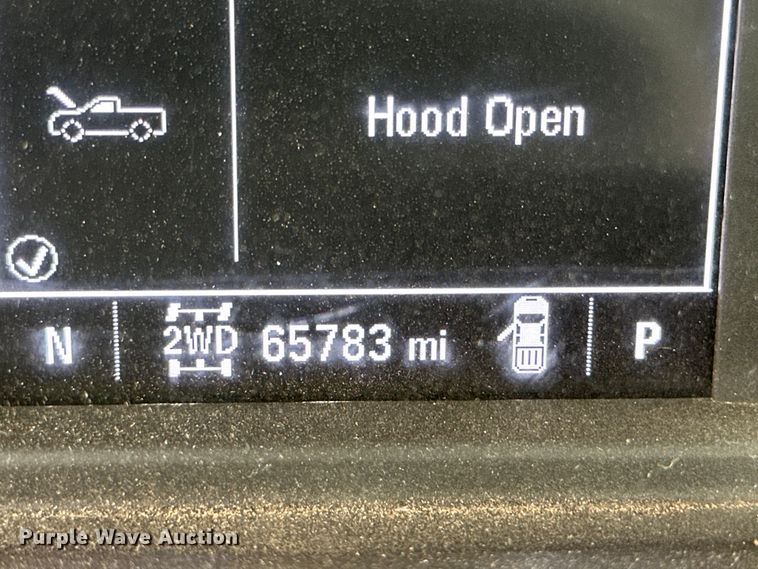 Hood Open
N 2WD 65783 mi P
Purple Wave Auction